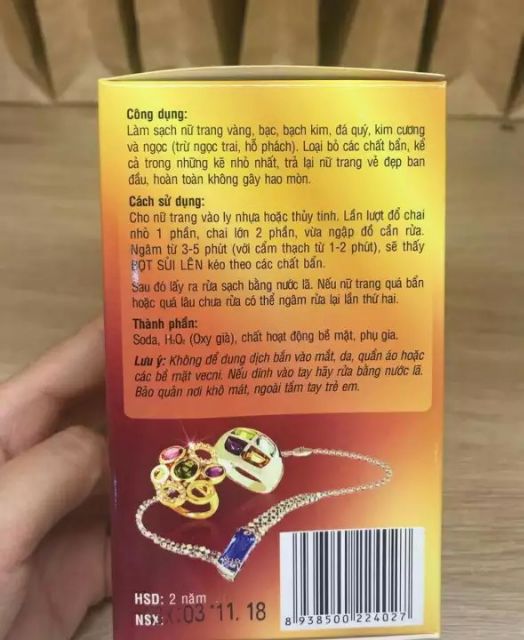 Công dụng:
Làm sạch nữ trang vàng, bạc, bạch kim, đá quý, kim cương
và ngọc (trừ ngọc trai, hổ phách). Loại bỏ các chất bẩn, kể
cả trong những kẽ nhỏ nhất, trả lại nữ trang vẻ đẹp ban
đầu, hoàn toàn không gây hao mòn.
Cách sử dụng:
Cho nữ trang vào ly nhựa hoặc thủy tinh. Lần lượt đổ chai
nhỏ 1 phần, chai lớn 2 phần, vừa ngập đồ cần rửa.
Ngâm từ 3-5 phút (với cẩm thạch từ 1-2 phút), sẽ thấy
BỌT SỦI LÊN kéo theo các chất bẩn.
Sau đó lấy ra rửa sạch bằng nước lã. Nếu nữ trang quá bẩn
hoặc quá lâu chưa rửa có thể ngâm rửa lại lần thứ hai.
Thành phần:
Soda, H₂O₂ (Oxy già), chất hoạt động bề mặt, phụ gia.
Lưu ý: Không để dung dịch bắn vào mắt, da, quần áo hoặc
các bề mặt vecni. Nếu dính vào tay hãy rửa bằng nước lã.
Bảo quản nơi khô mát, ngoài tầm tay trẻ em.
HSD: 2 năm
NSX: 03 11. 18
8 938500 224027